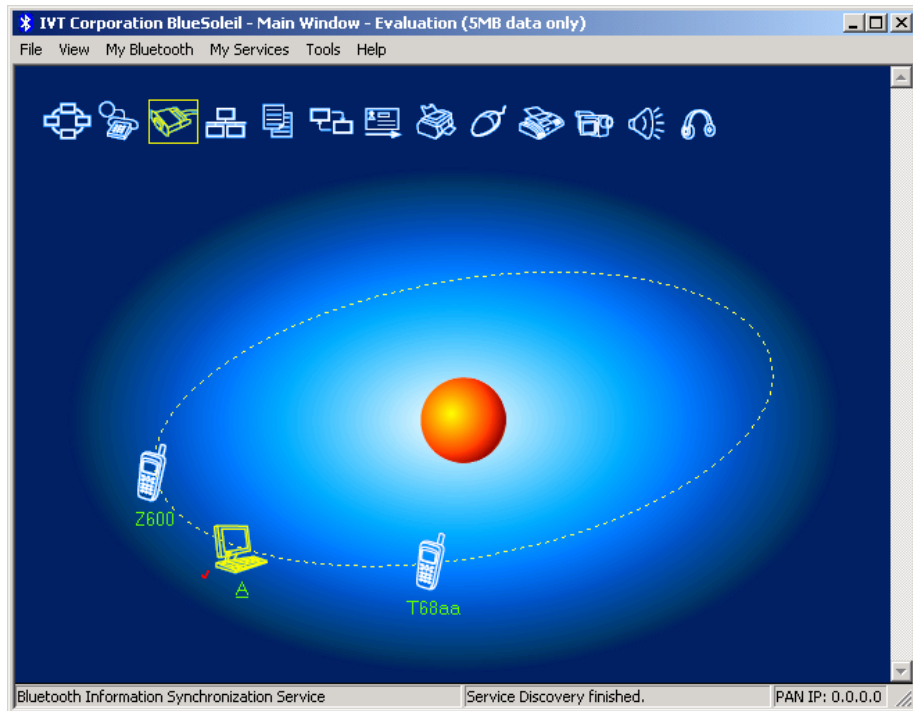 IVT Corporation BlueSoleil - Main Window - Evaluation (5MB data only)
File View My Bluetooth My Services Tools Help
Z600
A
T68aa
Bluetooth Information Synchronization Service Service Discovery finished. PAN IP: 0.0.0.0